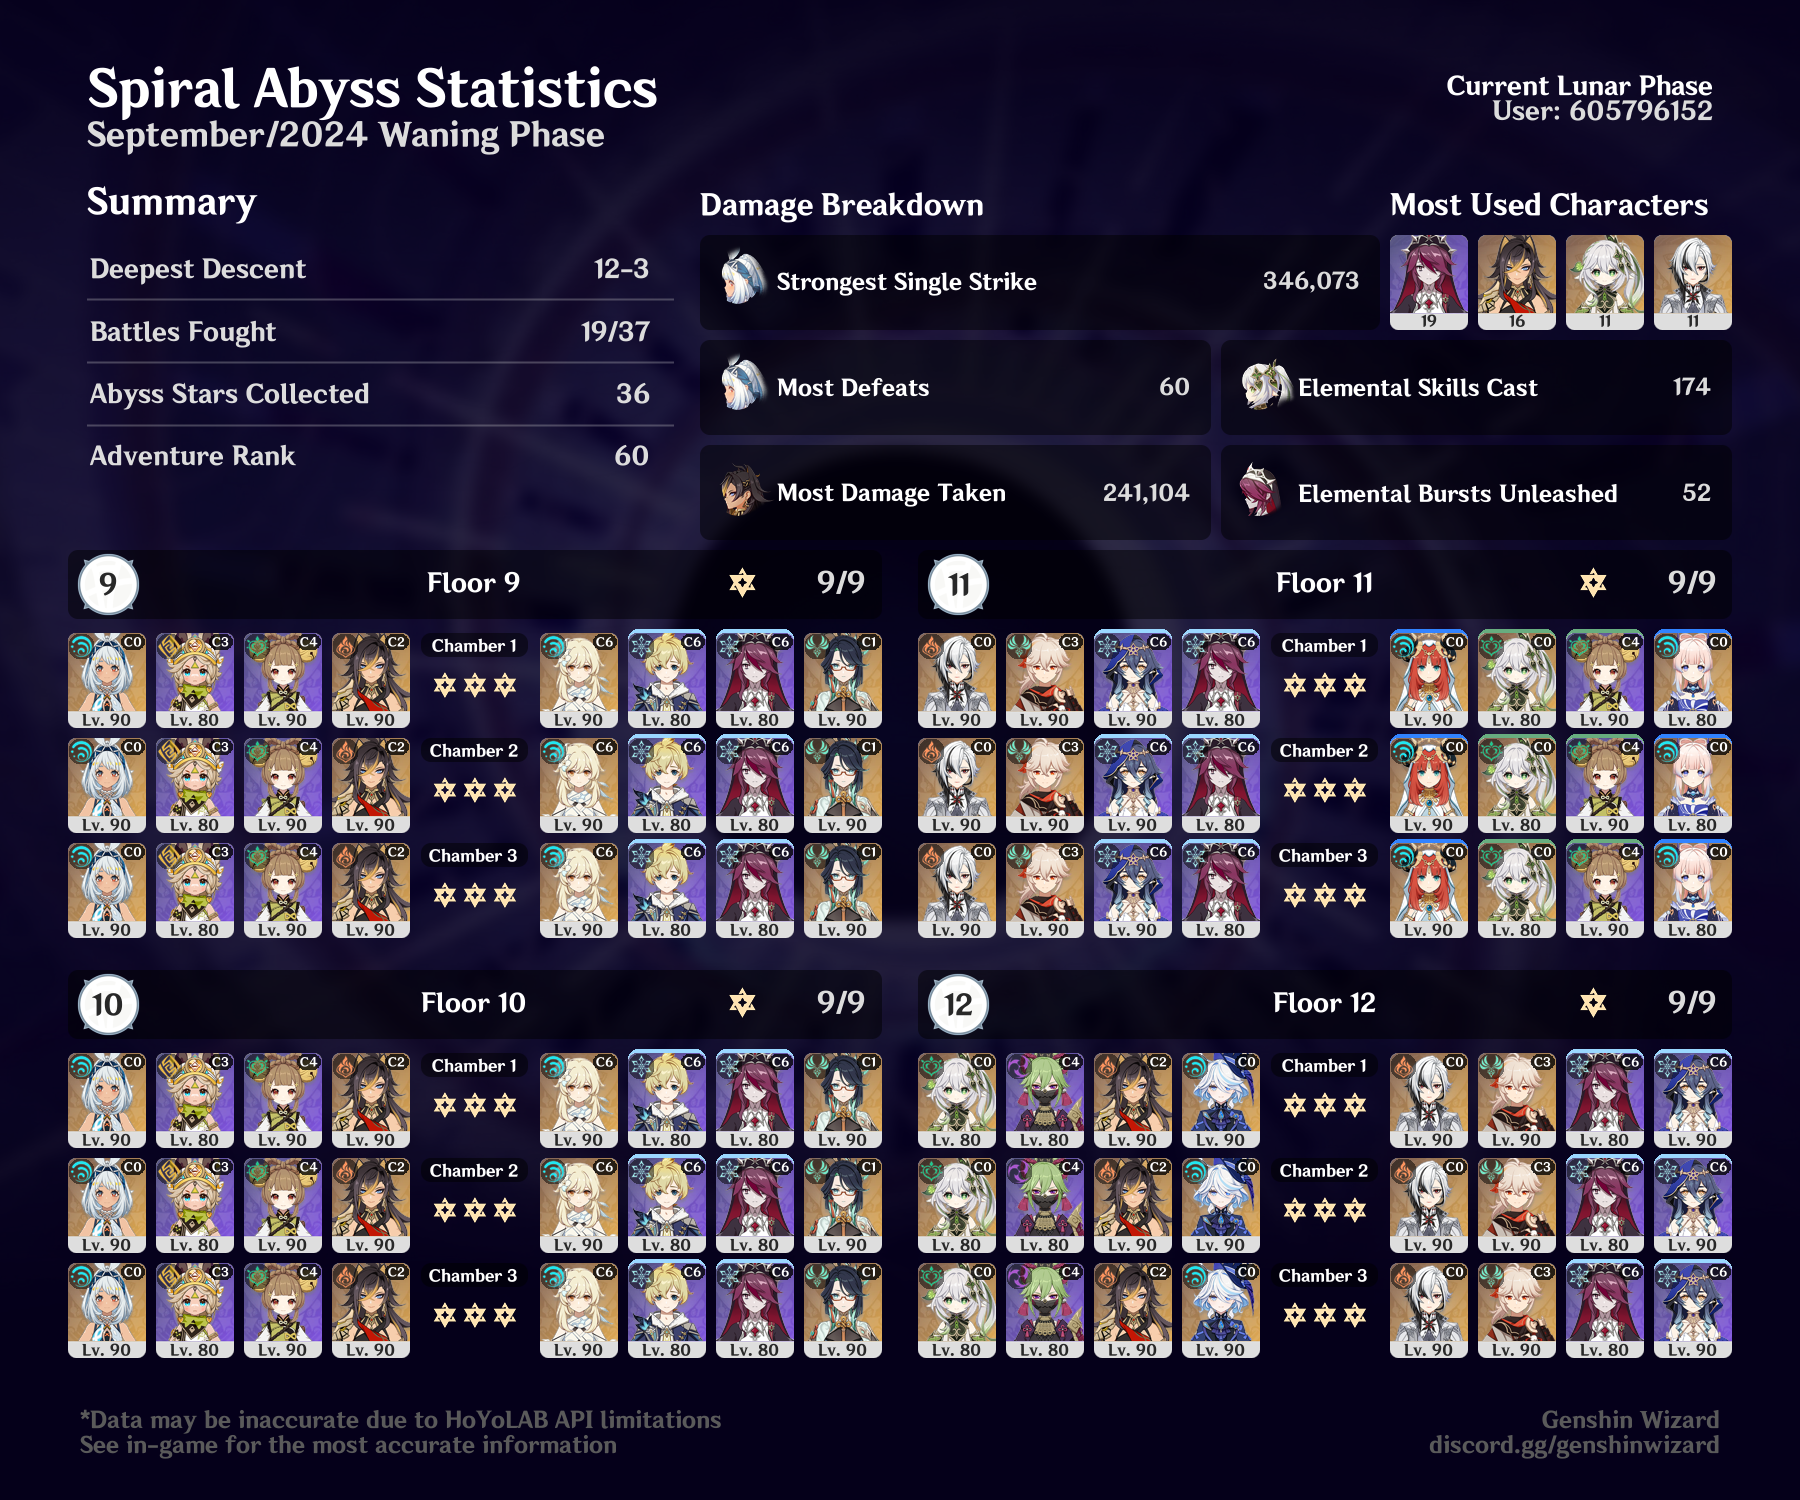 Spiral Abyss Statistics
September/2024 Waning Phase
Current Lunar Phase
User: 605796152
Summary
Deepest Descent 12-3
Battles Fought 19/37
Abyss Stars Collected 36
Adventure Rank 60
Damage Breakdown
Strongest Single Strike 346,073
Most Defeats 60
Elemental Skills Cast 174
Most Damage Taken 241,104
Elemental Bursts Unleashed 52
Most Used Characters
19 16 11 11
9 Floor 9 9/9
C0 C3 C4 C2 Chamber 1 C6 C6 C6 C1
Lv. 90 Lv. 80 Lv. 90 Lv. 90 Lv. 90 Lv. 80 Lv. 80 Lv. 90
C0 C3 C4 C2 Chamber 2 C6 C6 C6 C1
Lv. 90 Lv. 80 Lv. 90 Lv. 90 Lv. 90 Lv. 80 Lv. 80 Lv. 90
C0 C3 C4 C2 Chamber 3 C6 C6 C6 C1
Lv. 90 Lv. 80 Lv. 90 Lv. 90 Lv. 90 Lv. 80 Lv. 80 Lv. 90
11 Floor 11 9/9
C0 C3 C6 C6 Chamber 1 C0 C0 C4 C0
Lv. 90 Lv. 90 Lv. 90 Lv. 80 Lv. 90 Lv. 80 Lv. 90 Lv. 80
C0 C3 C6 C6 Chamber 2 C0 C0 C4 C0
Lv. 90 Lv. 90 Lv. 90 Lv. 80 Lv. 90 Lv. 80 Lv. 90 Lv. 80
C0 C3 C6 C6 Chamber 3 C0 C0 C4 C0
Lv. 90 Lv. 90 Lv. 90 Lv. 80 Lv. 90 Lv. 80 Lv. 90 Lv. 80
10 Floor 10 9/9
C0 C3 C4 C2 Chamber 1 C6 C6 C6 C1
Lv. 90 Lv. 80 Lv. 90 Lv. 90 Lv. 90 Lv. 80 Lv. 80 Lv. 90
C0 C3 C4 C2 Chamber 2 C6 C6 C6 C1
Lv. 90 Lv. 80 Lv. 90 Lv. 90 Lv. 90 Lv. 80 Lv. 80 Lv. 90
C0 C3 C4 C2 Chamber 3 C6 C6 C6 C1
Lv. 90 Lv. 80 Lv. 90 Lv. 90 Lv. 90 Lv. 80 Lv. 80 Lv. 90
12 Floor 12 9/9
C0 C4 C2 C0 Chamber 1 C0 C3 C6 C6
Lv. 80 Lv. 80 Lv. 90 Lv. 90 Lv. 90 Lv. 90 Lv. 80 Lv. 90
C0 C4 C2 C0 Chamber 2 C0 C3 C6 C6
Lv. 80 Lv. 80 Lv. 90 Lv. 90 Lv. 90 Lv. 90 Lv. 80 Lv. 90
C0 C4 C2 C0 Chamber 3 C0 C3 C6 C6
Lv. 80 Lv. 80 Lv. 90 Lv. 90 Lv. 90 Lv. 90 Lv. 80 Lv. 90
*Data may be inaccurate due to HoYoLAB API limitations
See in-game for the most accurate information
Genshin Wizard
discord.gg/genshinwizard